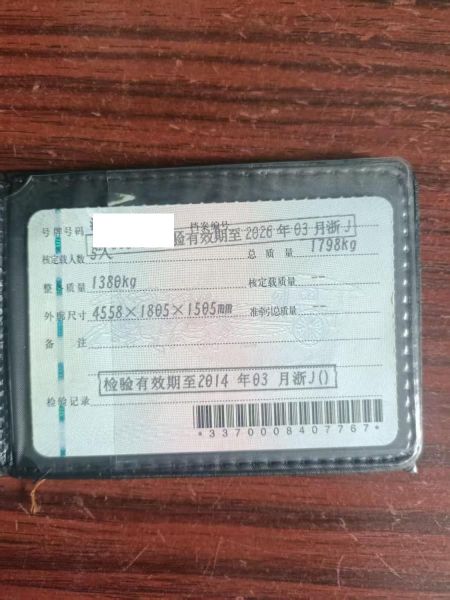 号牌号码 档案编号
验有效期至2026年03月浙J
核定载人数 5人 总质量 1798kg
整备质量 1380kg 核定载质量 --
外廓尺寸 4558×1805×1505mm 准牵引总质量 --
备注
检验有效期至2014年03月浙J()
检验记录
*3370008407767*